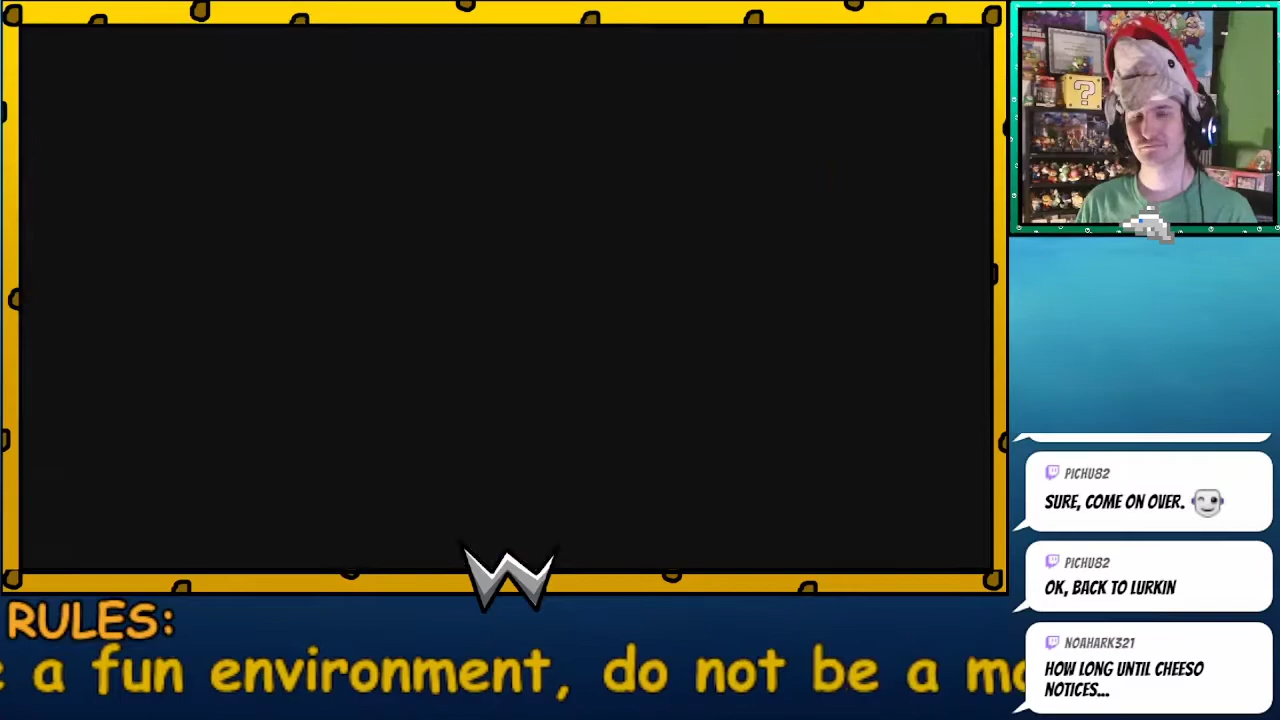 ?
PICHU82
SURE, COME ON OVER.
PICHU82
OK, BACK TO LURKIN
NOAHARK321
HOW LONG UNTIL CHEESO
NOTICES...
W
RULES:
a fun environment, do not be a